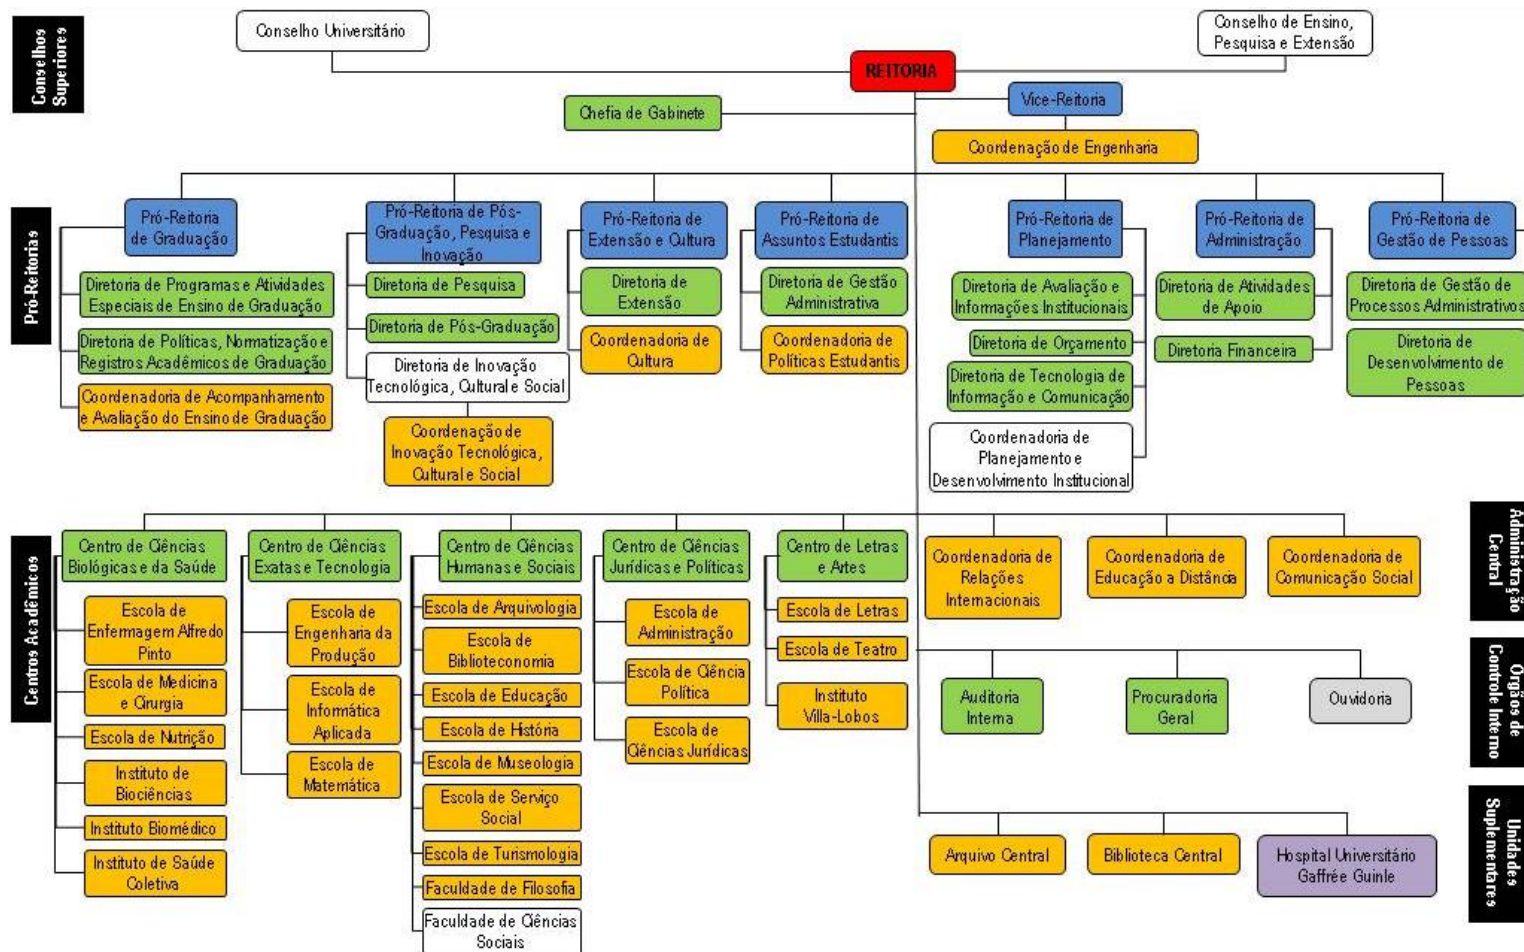 Conselhos
Superiores
Conselho Universitário
Conselho de Ensino,
Pesquisa e Extensão
REITORIA
Chefia de Gabinete
Vice-Reitoria
Coordenação de Engenharia
Pró-Reitorias
Pró-Reitoria
de Graduação
Diretoria de Programas e Atividades
Especiais de Ensino de Graduação
Diretoria de Políticas, Normatização e
Registros Acadêmicos de Graduação
Coordenadoria de Acompanhamento
e Avaliação do Ensino de Graduação
Pró-Reitoria de Pós-
Graduação, Pesquisa e
Inovação
Diretoria de Pesquisa
Diretoria de Pós-Graduação
Diretoria de Inovação
Tecnológica, Cultural e Social
Coordenação de
Inovação Tecnológica,
Cultural e Social
Pró-Reitoria de
Extensão e Cultura
Diretoria de
Extensão
Coordenadoria de
Cultura
Pró-Reitoria de
Assuntos Estudantis
Diretoria de Gestão
Administrativa
Coordenadoria de
Políticas Estudantis
Pró-Reitoria de
Planejamento
Diretoria de Avaliação e
Informações Institucionais
Diretoria de Orçamento
Diretoria de Tecnologia de
Informação e Comunicação
Coordenadoria de
Planejamento e
Desenvolvimento Institucional
Pró-Reitoria de
Administração
Diretoria de Atividades
de Apoio
Diretoria Financeira
Pró-Reitoria de
Gestão de Pessoas
Diretoria de Gestão de
Processos Administrativos
Diretoria de
Desenvolvimento de
Pessoas
Centros Acadêmicos
Centro de Ciências
Biológicas e da Saúde
Escola de
Enfermagem Alfredo
Pinto
Escola de Medicina
e Cirurgia
Escola de Nutrição
Instituto de
Biociências
Instituto Biomédico
Instituto de Saúde
Coletiva
Centro de Ciências
Exatas e Tecnologia
Escola de
Engenharia da
Produção
Escola de
Informática
Aplicada
Escola de
Matemática
Centro de Ciências
Humanas e Sociais
Escola de Arquivologia
Escola de
Biblioteconomia
Escola de Educação
Escola de História
Escola de Museologia
Escola de Serviço
Social
Escola de Turismologia
Faculdade de Filosofia
Faculdade de Ciências
Sociais
Centro de Ciências
Jurídicas e Políticas
Escola de
Administração
Escola de Ciência
Política
Escola de
Ciências Jurídicas
Centro de Letras
e Artes
Escola de Letras
Escola de Teatro
Instituto
Villa-Lobos
Administração
Central
Coordenadoria de
Relações
Internacionais
Coordenadoria de
Educação a Distância
Coordenadoria de
Comunicação Social
Órgãos de
Controle Interno
Auditoria
Interna
Procuradoria
Geral
Ouvidoria
Unidades
Suplementares
Arquivo Central
Biblioteca Central
Hospital Universitário
Gaffrée Guinle